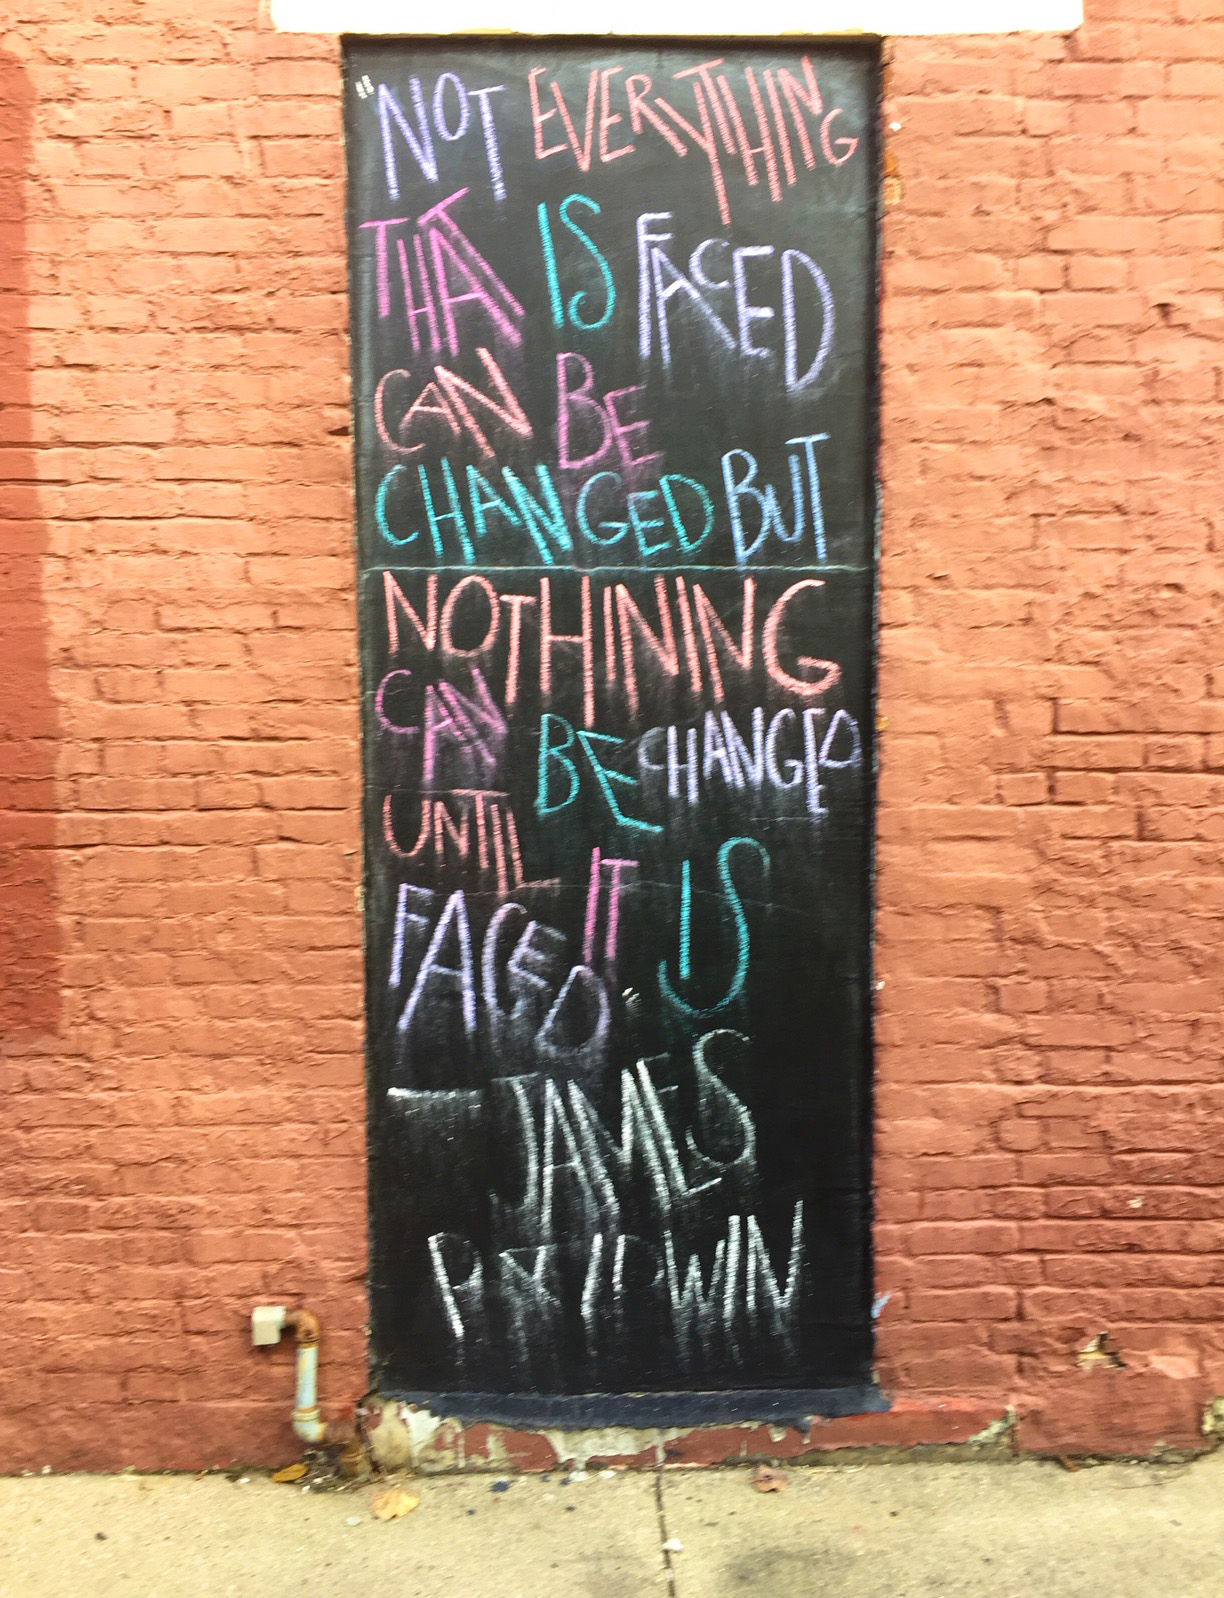 "NOT EVERYTHING
THAT IS FACED
CAN BE
CHANGED BUT
NOTHINING
CAN BE CHANGED
UNTIL IT IS
FACED."
— JAMES